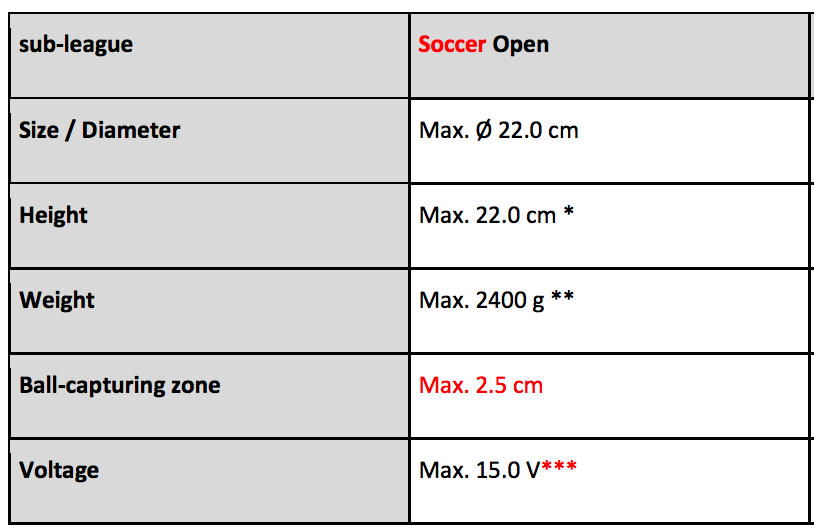 sub-league Soccer Open
Size / Diameter Max. Ø 22.0 cm
Height Max. 22.0 cm *
Weight Max. 2400 g **
Ball-capturing zone Max. 2.5 cm
Voltage Max. 15.0 V***